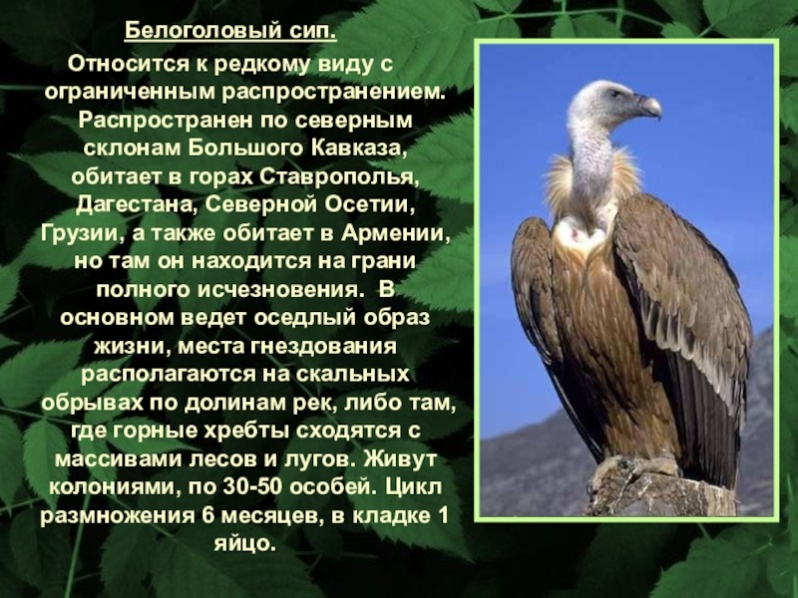 Белоголовый сип.
Относится к редкому виду с
ограниченным распространением.
Распространен по северным
склонам Большого Кавказа,
обитает в горах Ставрополья,
Дагестана, Северной Осетии,
Грузии, а также обитает в Армении,
но там он находится на грани
полного исчезновения. В
основном ведет оседлый образ
жизни, места гнездования
располагаются на скальных
обрывах по долинам рек, либо там,
где горные хребты сходятся с
массивами лесов и лугов. Живут
колониями, по 30-50 особей. Цикл
размножения 6 месяцев, в кладке 1
яйцо.